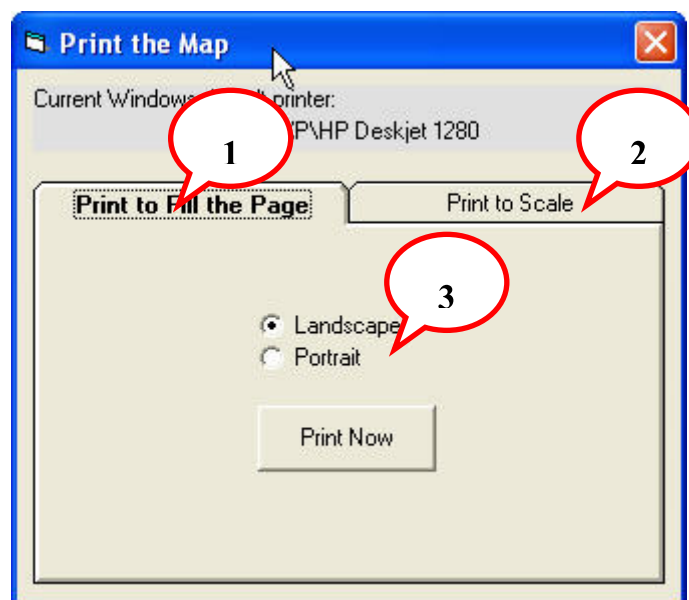 Print the Map
Current Windows printer:
P\HP Deskjet 1280
1
2
Print to Fill the Page
Print to Scale
3
Landscape
Portrait
Print Now